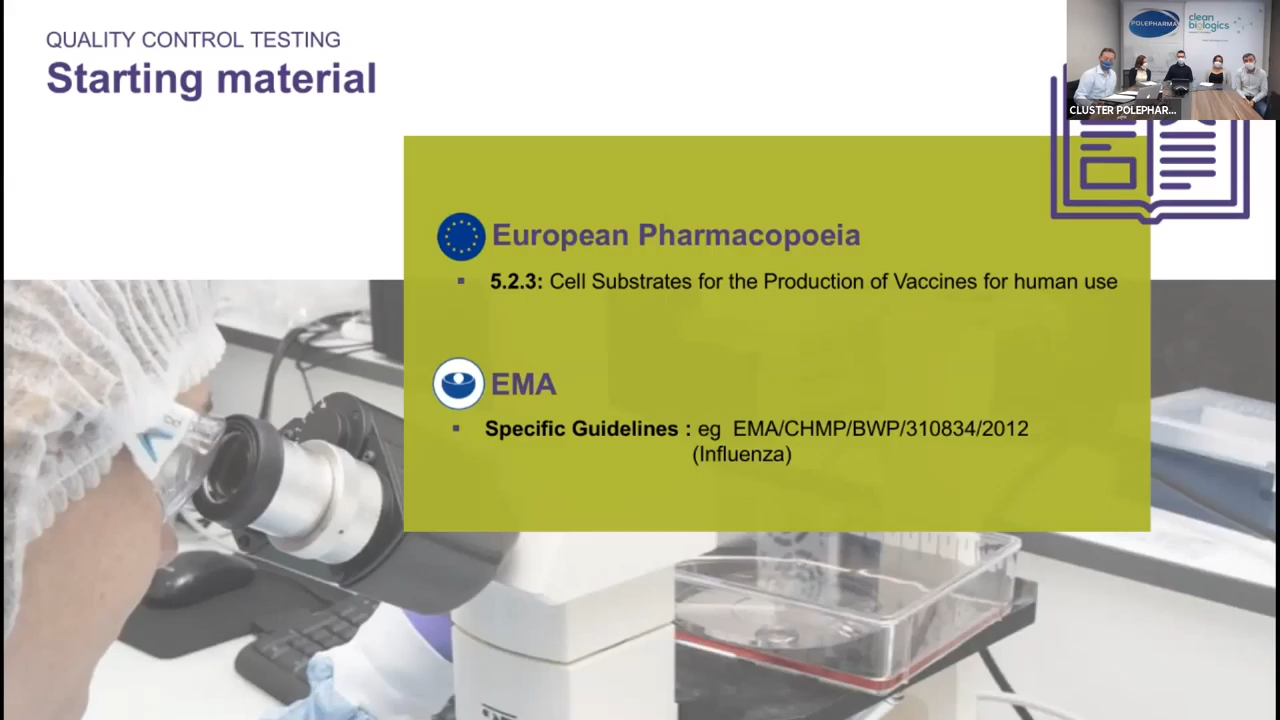 QUALITY CONTROL TESTING
Starting material
POLEPHARMA
clean
biologics
CLUSTER POLEPHAR...
European Pharmacopoeia
▪ 5.2.3: Cell Substrates for the Production of Vaccines for human use
EMA
▪ Specific Guidelines : eg EMA/CHMP/BWP/310834/2012
(Influenza)